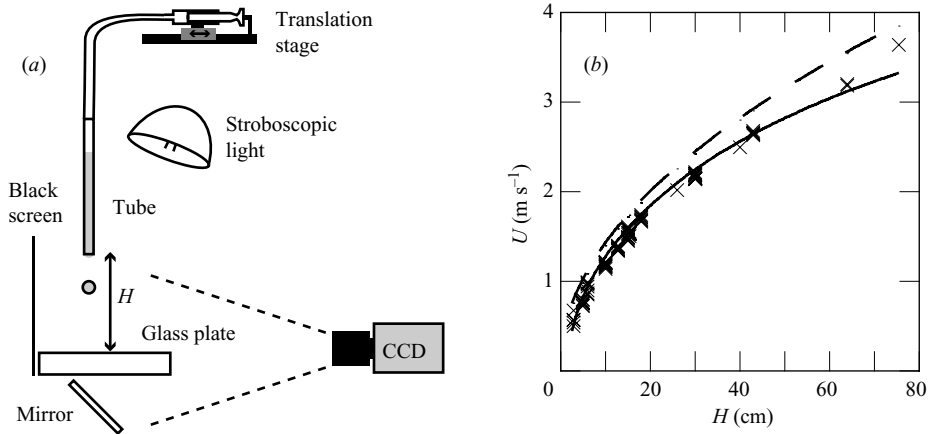 (a)
Translation
stage
Stroboscopic
light
Black
screen
Tube
H
Glass plate
CCD
Mirror
(b)
4
3
2
1
U (m s⁻¹)
0
20
40
60
80
H (cm)